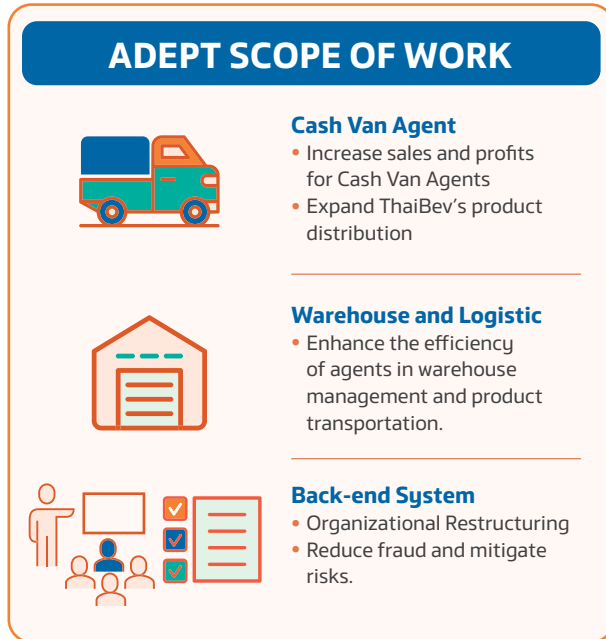 ADEPT SCOPE OF WORK
Cash Van Agent
• Increase sales and profits
for Cash Van Agents
• Expand ThaiBev's product
distribution
Warehouse and Logistic
• Enhance the efficiency
of agents in warehouse
management and product
transportation.
Back-end System
• Organizational Restructuring
• Reduce fraud and mitigate
risks.